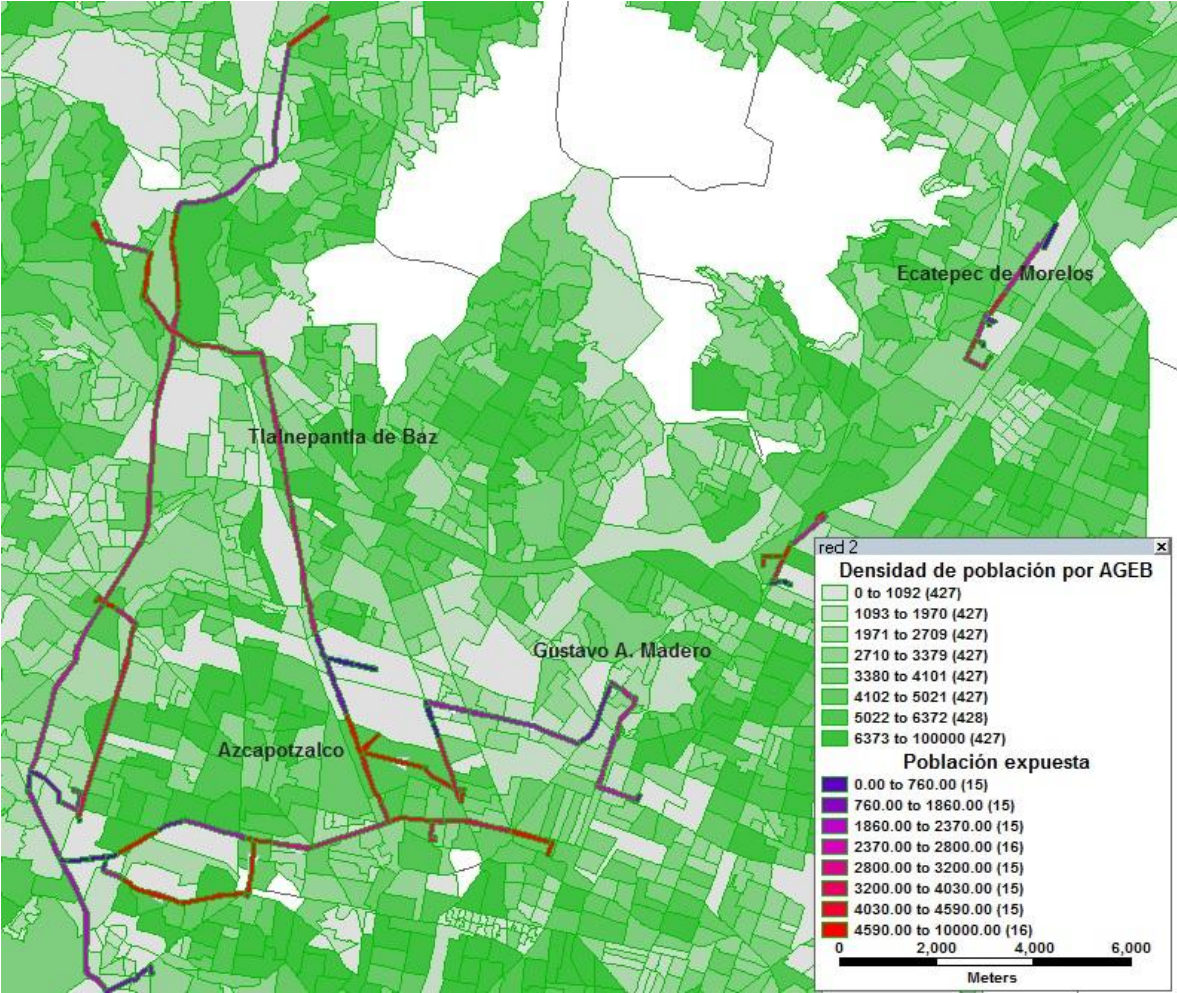 Ecatepec de Morelos
Tlalnepantla de Baz
Gustavo A. Madero
Azcapotzalco
red 2
Densidad de población por AGEB
0 to 1092 (427)
1093 to 1970 (427)
1971 to 2709 (427)
2710 to 3379 (427)
3380 to 4101 (427)
4102 to 5021 (427)
5022 to 6372 (428)
6373 to 100000 (427)
Población expuesta
0.00 to 760.00 (15)
760.00 to 1860.00 (15)
1860.00 to 2370.00 (15)
2370.00 to 2800.00 (16)
2800.00 to 3200.00 (15)
3200.00 to 4030.00 (15)
4030.00 to 4590.00 (15)
4590.00 to 10000.00 (16)
0 2,000 4,000 6,000
Meters